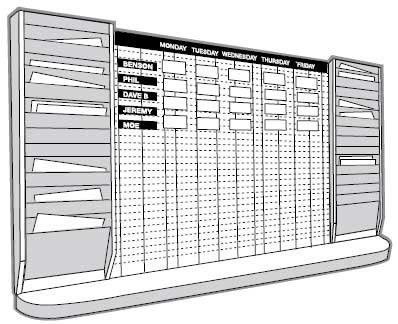 MONDAY TUESDAY WEDNESDAY THURSDAY FRIDAY
BENSON
PHIL
DAVE B
JEREMY
MOE